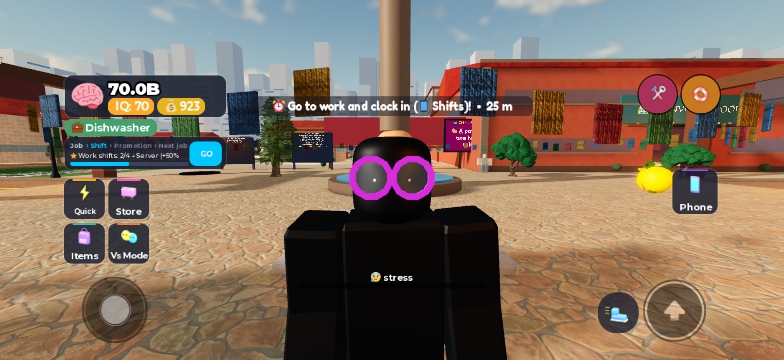 70.0B
IQ: 70
923
Dishwasher
Job • Shift • Promotion • Next job
Work shifts: 2/4 • Server |+50%
GO
Go to work and clock in ( Shifts)! • 25 m
Quick
Store
Items
Vs Mode
Phone
stress